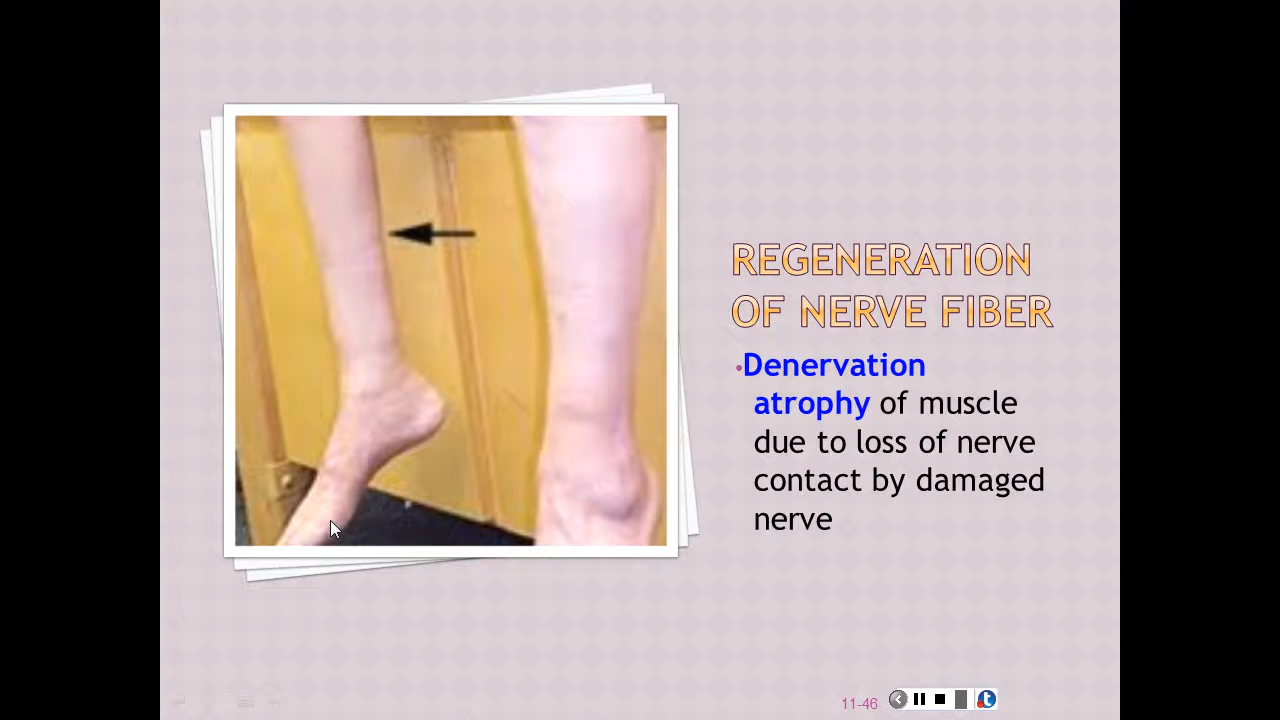 REGENERATION
OF NERVE FIBER
•Denervation
atrophy of muscle
due to loss of nerve
contact by damaged
nerve
11-46
t